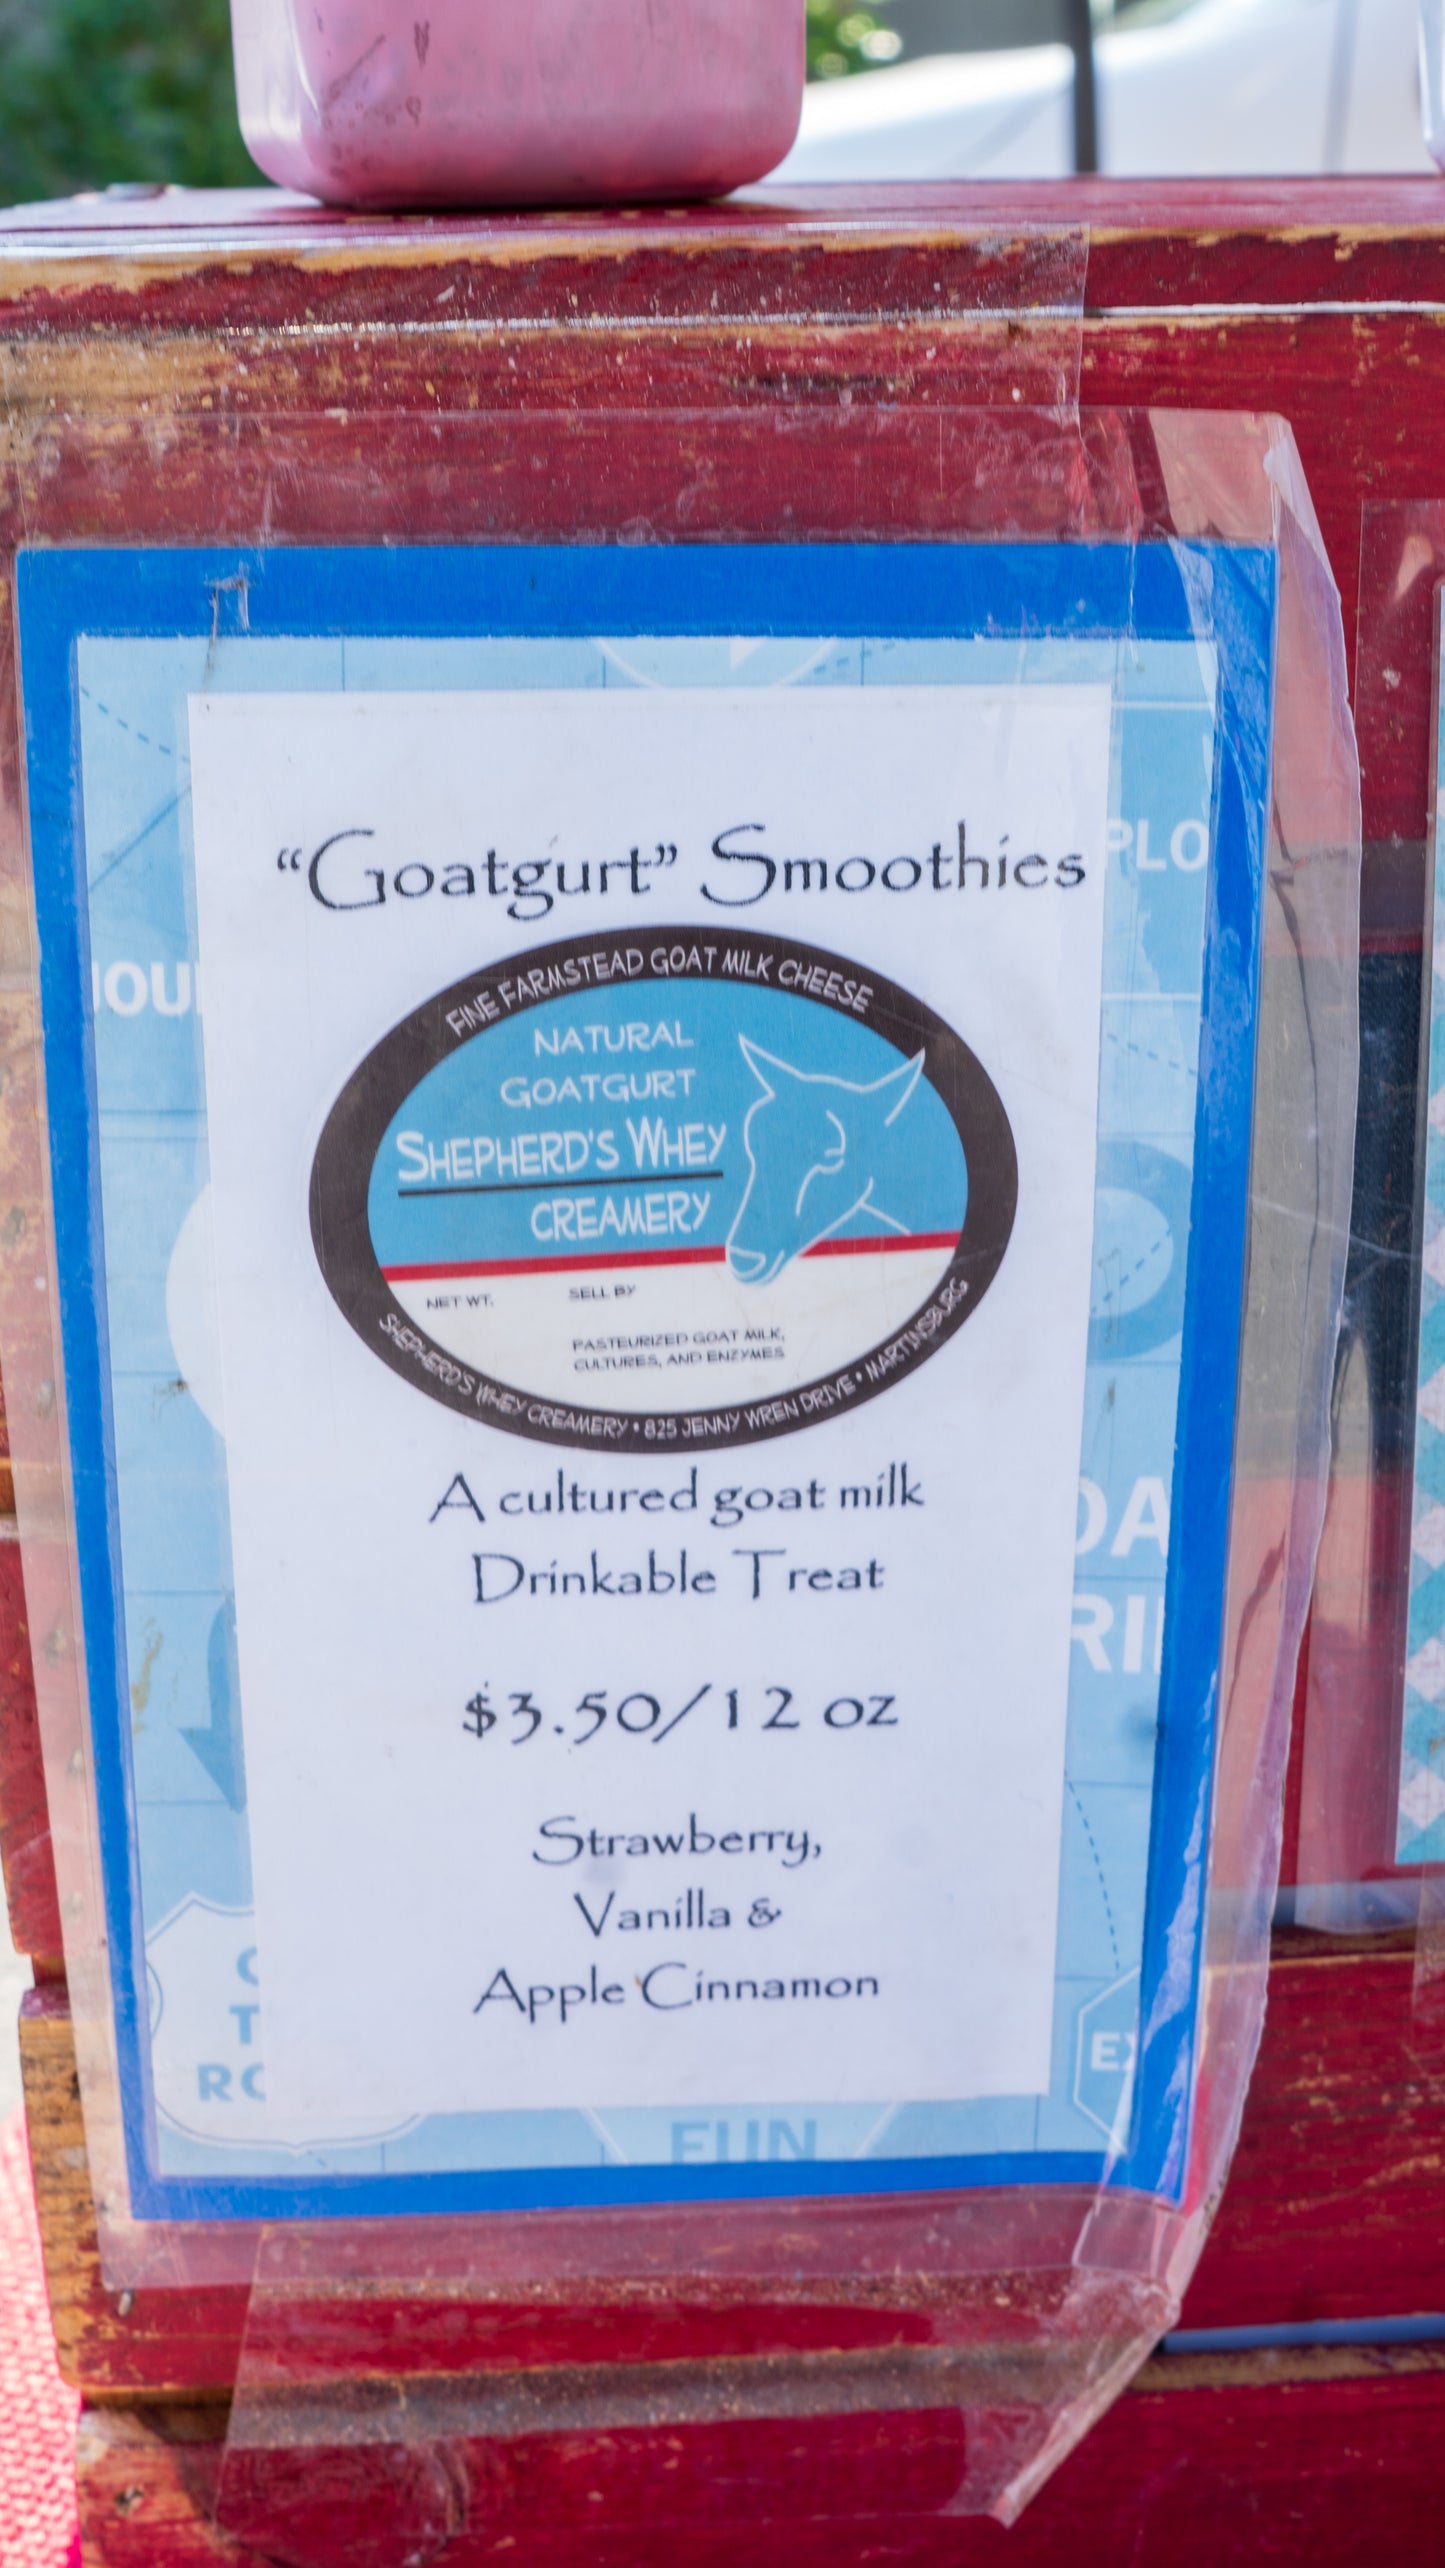 “Goatgurt” Smoothies
FINE FARMSTEAD GOAT MILK CHEESE
NATURAL
GOATGURT
SHEPHERD'S WHEY
CREAMERY
NET WT.
SELL BY
PASTEURIZED GOAT MILK,
CULTURES, AND ENZYMES
SHEPHERD'S WHEY CREAMERY • 825 JENNY WREN DRIVE • MARTINSBURG
A cultured goat milk
Drinkable Treat
$3.50/12 oz
Strawberry,
Vanilla &
Apple Cinnamon
FUN